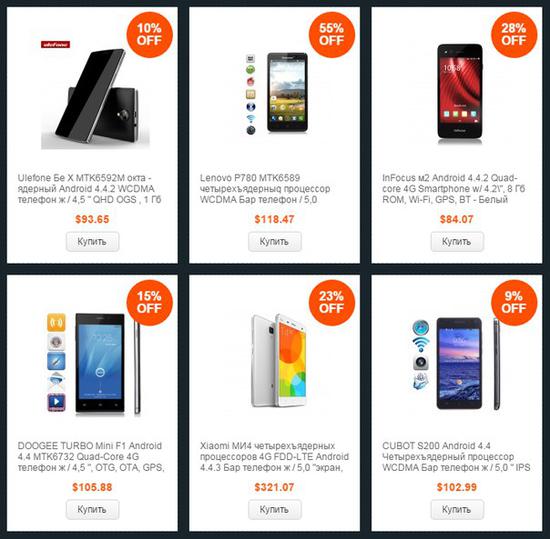 10%
OFF
ulefone
Ulefone Бе X MTK6592M окта -
ядерный Android 4.4.2 WCDMA
телефон ж / 4,5 " QHD OGS , 1 Гб
$93.65
Купить
55%
OFF
Lenovo P780 MTK6589
четырехъядерныq процессор
WCDMA Бар телефон / 5,0
$118.47
Купить
28%
OFF
InFocus м2 Android 4.4.2 Quad-
core 4G Smartphone w/ 4.2\", 8 Гб
ROM, Wi-Fi, GPS, BT - Белый
$84.07
Купить
15%
OFF
DOOGEE TURBO Mini F1 Android
4.4 MTK6732 Quad-Core 4G
телефон ж / 4,5 ", OTG, OTA, GPS,
$105.88
Купить
23%
OFF
Xiaomi МИ4 четырехъядерных
процессоров 4G FDD-LTE Android
4.4.3 Бар телефон ж / 5,0 "экран,
$321.07
Купить
9%
OFF
CUBOT S200 Android 4.4
Четырехъядерный процессор
WCDMA Бар телефон ж / 5,0 " IPS
$102.99
Купить